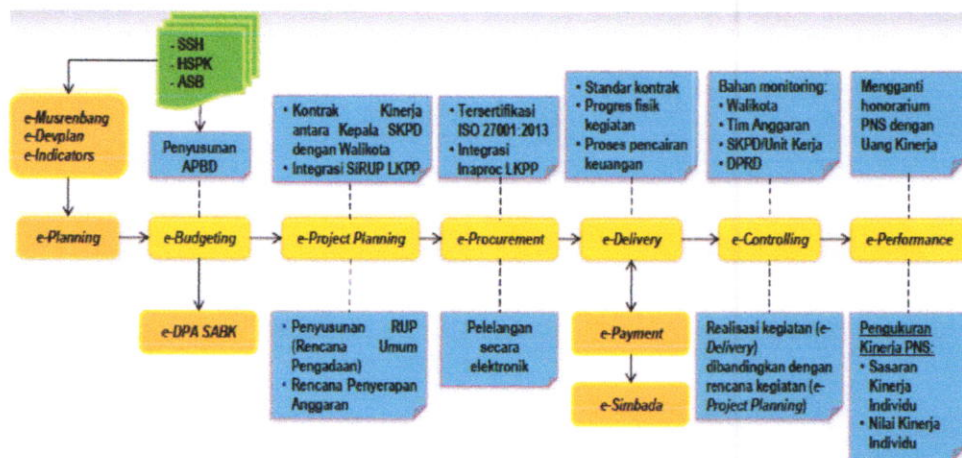 - SSH
- HSPK
- ASB
e-Musrenbang
e-Devplan
e-Indicators
Penyusunan
APBD
• Kontrak Kinerja
antara Kepala SKPD
dengan Walikota
• Integrasi SiRUP LKPP
• Tersertifikasi
ISO 27001:2013
• Integrasi
Inaproc LKPP
• Standar kontrak
• Progres fisik
kegiatan
• Proses pencairan
keuangan
Bahan monitoring:
• Walikota
• Tim Anggaran
• SKPD/Unit Kerja
• DPRD
Mengganti
honorarium
PNS dengan
Uang Kinerja
e-Planning
e-Budgeting
e-Project Planning
e-Procurement
e-Delivery
e-Controlling
e-Performance
e-DPA SABK
• Penyusunan RUP
(Rencana Umum
Pengadaan)
• Rencana Penyerapan
Anggaran
Pelelangan
secara
elektronik
e-Payment
e-Simbada
Realisasi kegiatan (e-
Delivery)
dibandingkan dengan
rencana kegiatan (e-
Project Planning)
Pengukuran
Kinerja PNS:
• Sasaran
Kinerja
Individu
• Nilai Kinerja
Individu